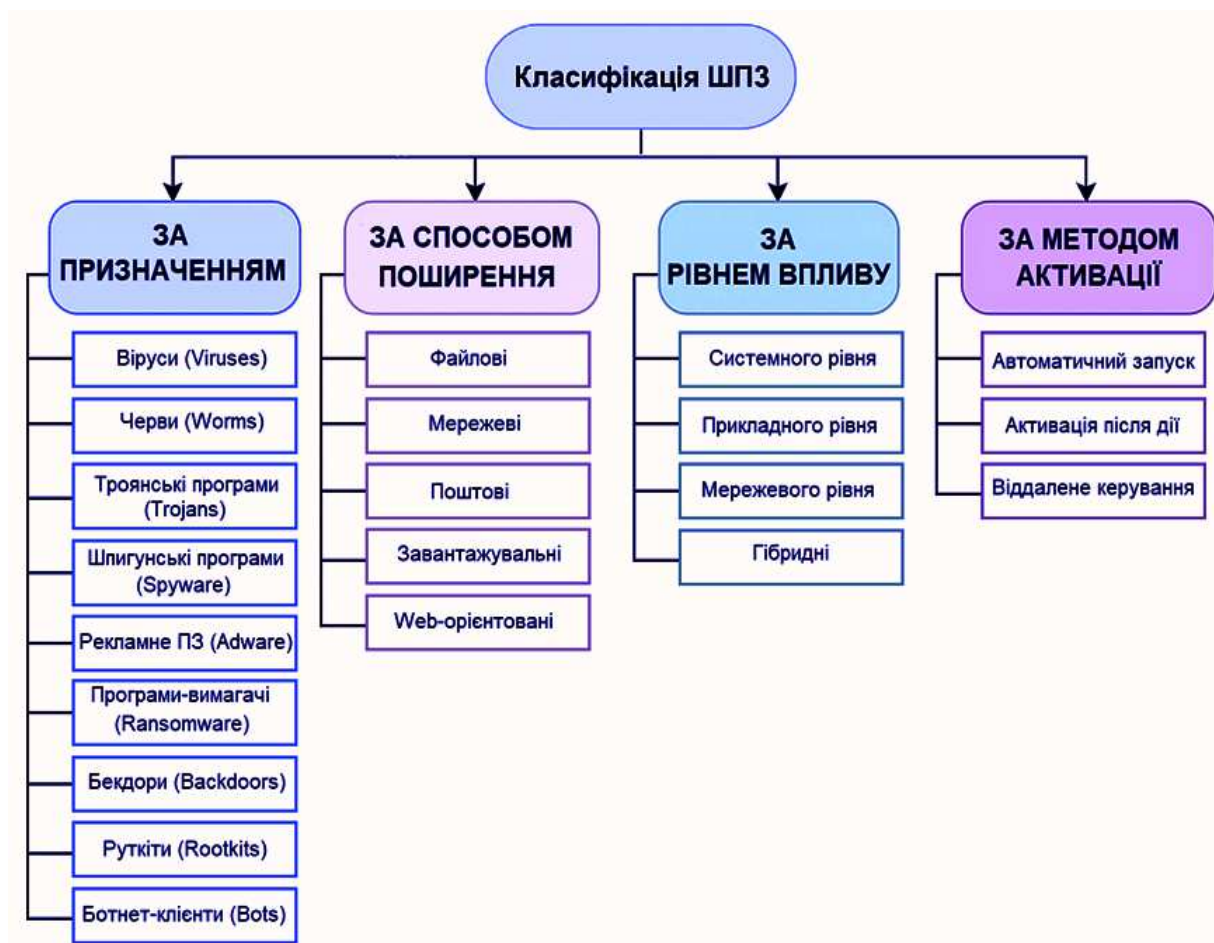 Класифікація ШПЗ
ЗА
ПРИЗНАЧЕННЯМ
Віруси (Viruses)
Черви (Worms)
Троянські програми
(Trojans)
Шпигунські програми
(Spyware)
Рекламне ПЗ (Adware)
Програми-вимагачі
(Ransomware)
Бекдори (Backdoors)
Руткіти (Rootkits)
Ботнет-клієнти (Bots)
ЗА СПОСОБОМ
ПОШИРЕННЯ
Файлові
Мережеві
Поштові
Завантажувальні
Web-орієнтовані
ЗА
РІВНЕМ ВПЛИВУ
Системного рівня
Прикладного рівня
Мережевого рівня
Гібридні
ЗА МЕТОДОМ
АКТИВАЦІЇ
Автоматичний запуск
Активація після дії
Віддалене керування